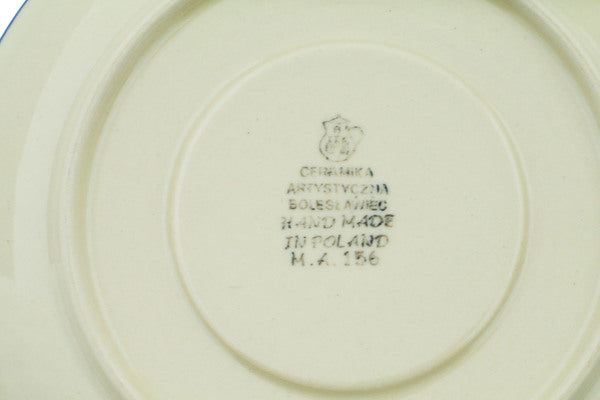 CERAMIKA
ARTYSTYCZNA
BOLESŁAWIEC
HAND MADE
IN POLAND
M.A. 156